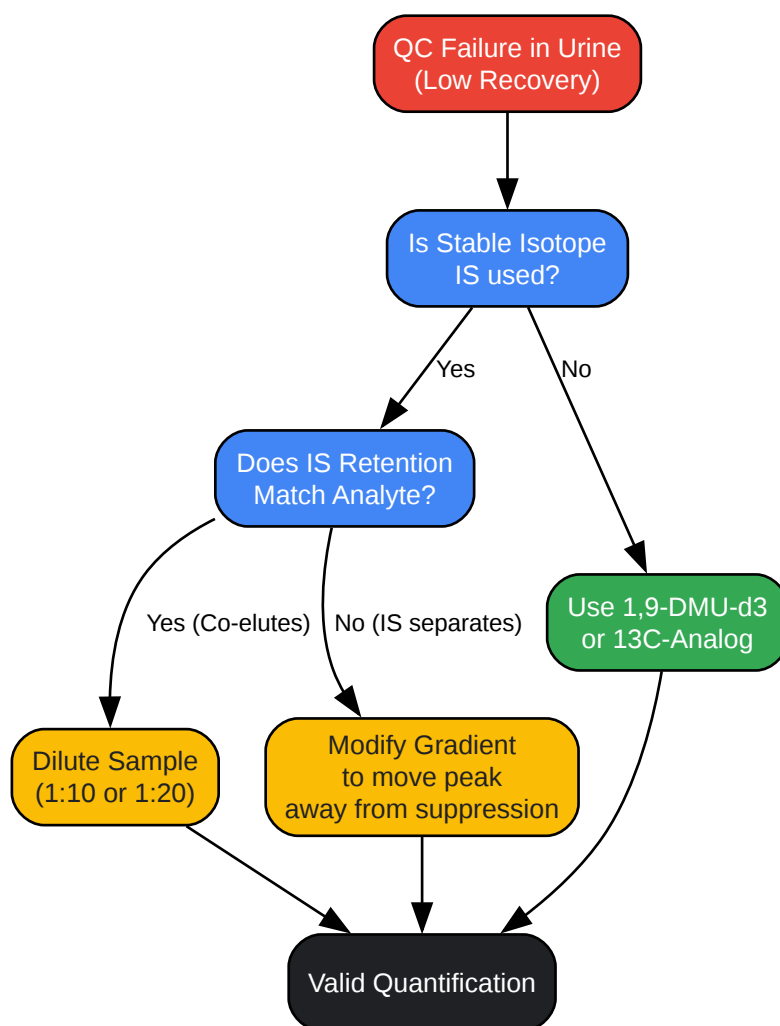 QC Failure in Urine
(Low Recovery)
Is Stable Isotope
IS used?
Yes
No
Does IS Retention
Match Analyte?
Yes (Co-elutes)
No (IS separates)
Use 1,9-DMU-d3
or 13C-Analog
Dilute Sample
(1:10 or 1:20)
Modify Gradient
to move peak
away from suppression
Valid Quantification